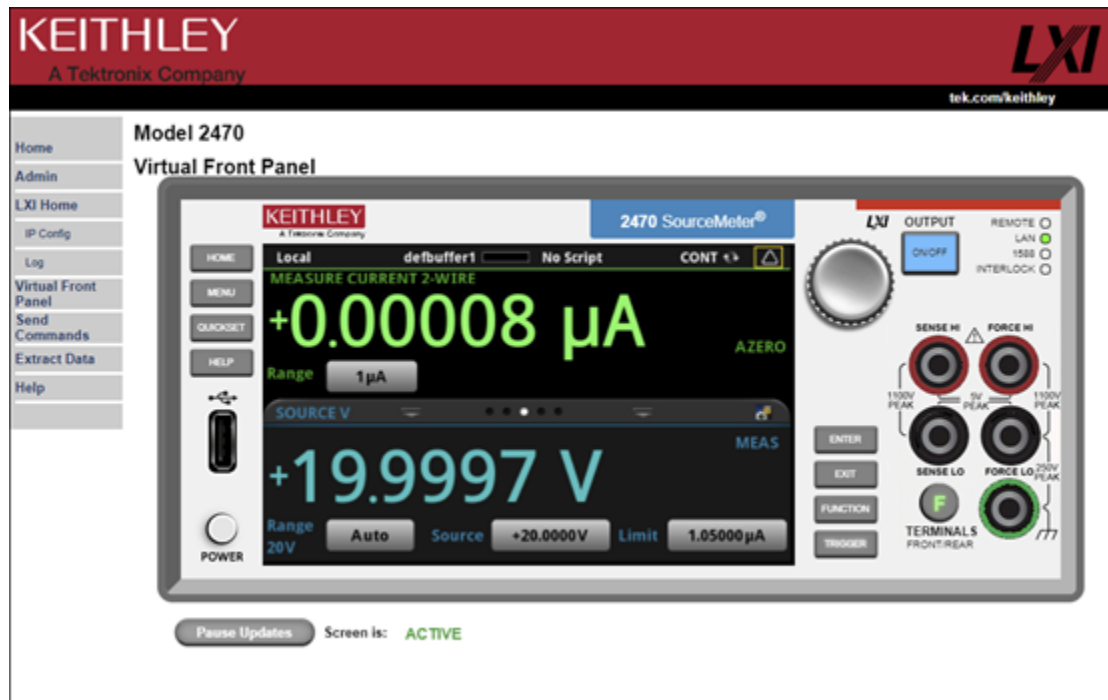 KEITHLEY
A Tektronix Company
LXI
tek.com/keithley
Home
Admin
LXI Home
IP Config
Log
Virtual Front
Panel
Send
Commands
Extract Data
Help
Model 2470
Virtual Front Panel
KEITHLEY
A Tektronix Company
2470 SourceMeter®
LXI
OUTPUT
ON/OFF
REMOTE
LAN
1588
INTERLOCK
HOME
MENU
QUICKSET
HELP
POWER
Local defbuffer1 No Script CONT
MEASURE CURRENT 2-WIRE
+0.00008 µA
AZERO
Range 1µA
SOURCE V
MEAS
+19.9997 V
Range Auto Source +20.0000V Limit 1.05000µA
20V
ENTER
EXIT
FUNCTION
TRIGGER
SENSE HI FORCE HI
1100V
PEAK
5V
PEAK
1100V
PEAK
SENSE LO FORCE LO
250V
PEAK
F
TERMINALS
FRONT/REAR
Pause Updates Screen is: ACTIVE